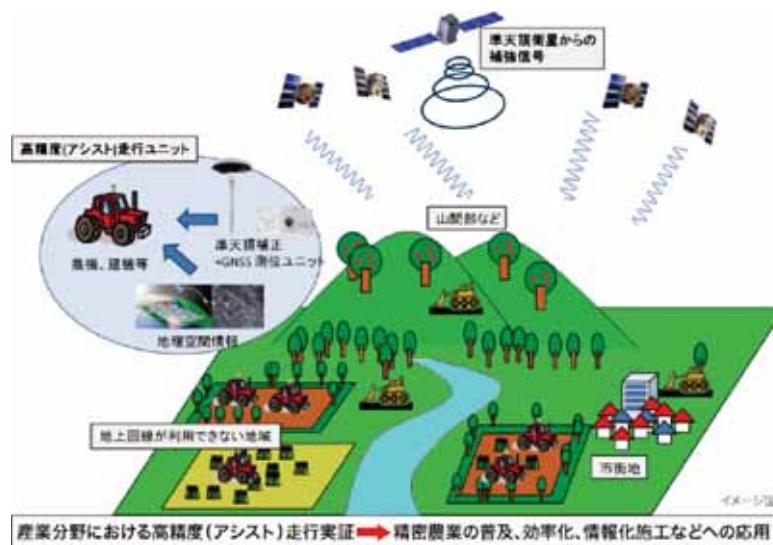 準天頂衛星からの
補強信号
高精度(アシスト)走行ユニット
山間部など
準天頂補正
+GNSS 測位ユニット
農機、建機等
地理空間情報
地上回線が利用できない地域
市街地
イメージ図
産業分野における高精度(アシスト)走行実証➡精密農業の普及、効率化、情報化施工などへの応用